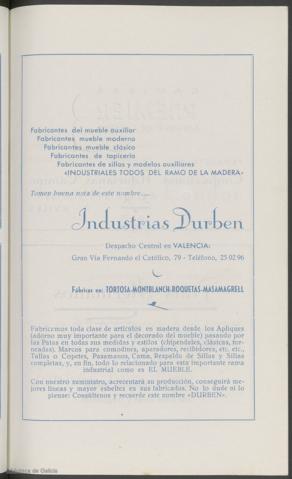 Fabricantes del mueble auxiliar
Fabricantes mueble moderno
Fabricantes mueble clásico
Fabricantes de tapicería
Fabricantes de sillas y modelos auxiliares
«INDUSTRIALES TODOS DEL RAMO DE LA MADERA»
Tomen buena nota de este nombre....
Industrias Durben
Despacho Central en VALENCIA:
Gran Vía Fernando el Católico, 79 - Teléfono, 25 02 96
Fábricas en: TORTOSA-MONTBLANCH-ROQUETAS-MASAMAGRELL
Fabricamos toda clase de artículos en madera desde los Apliques
(adorno muy importante para el decorado del mueble) pasando por
las Patas en todas sus medidas y estilos (chipendales, clásicas, tor-
neadas), Marcos para comodines, aparadores, recibidores, etc. etc.,
Tallas o Copetes, Pasamanos, Cama, Respaldo de Sillas y Sillas
completas, y, en fin, todo lo relacionado para esta importante rama
industrial como es EL MUEBLE.
Con nuestro suministro, acrecentará su producción, conseguirá me-
jores líneas y mayor esbeltez en sus fabricados. No lo dude ni lo
piense: Consúltenos y recuerde este nombre «DURBEN».
Biblioteca de Galicia